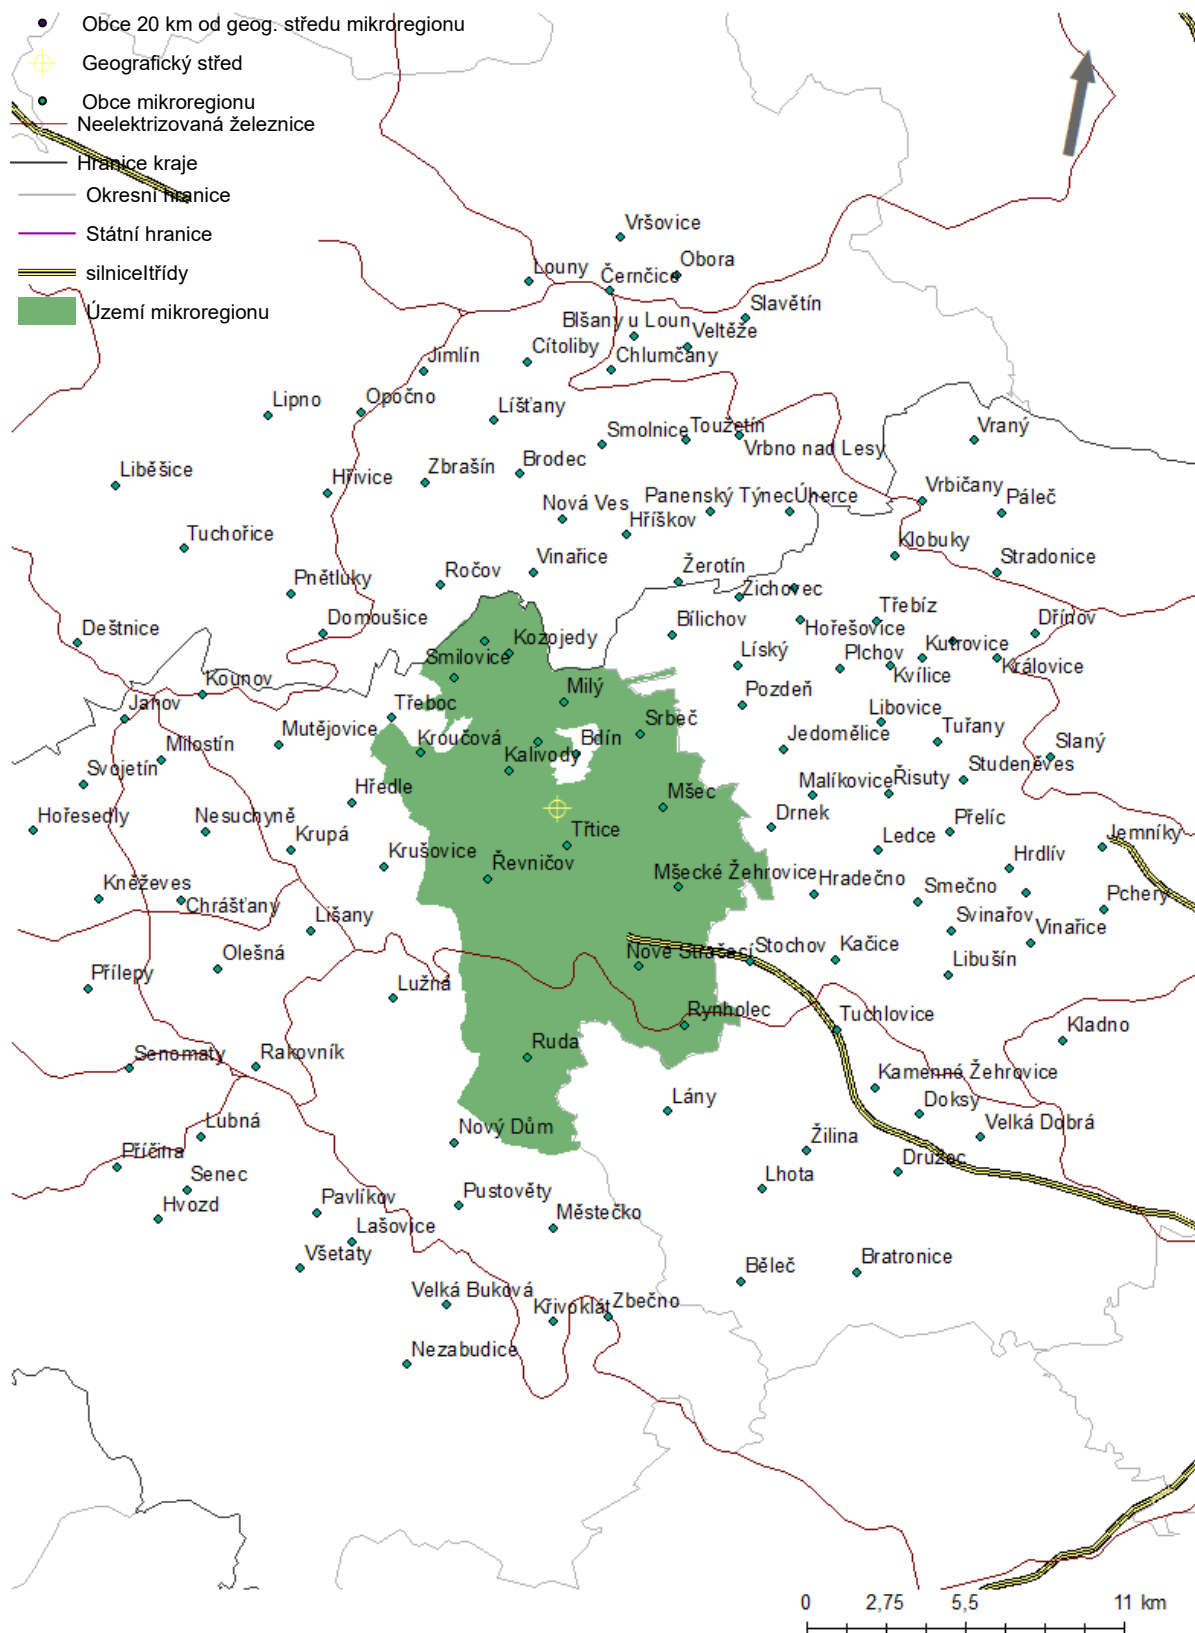 Obce 20 km od geog. středu mikroregionu
Geografický střed
Obce mikroregionu
Neelektrizovaná železnice
Hranice kraje
Okresní hranice
Státní hranice
silniceItřídy
Území mikroregionu
Vršovice
Obora
Louny
Černčice
Slavětín
Blšany u Loun
Veltěže
Cítoliby
Chlumčany
Jimlín
Lipno
Opočno
Líšťany
Smolnice
Toužetín
Vrbno nad Lesy
Vraný
Liběšice
Hřivice
Zbrašín
Brodec
Vrbičany
Páleč
Nová Ves
Panenský Týnec
Úherce
Hříškov
Tuchořice
Klobuky
Stradonice
Pnětluky
Ročov
Vinařice
Žerotín
Zichovec
Třebíz
Dřínov
Deštnice
Domoušice
Kozojedy
Bílichov
Hořešovice
Smilovice
Líský
Plchov
Kutrovice
Kvílice
Královice
Kounov
Milý
Pozdeň
Janov
Třeboc
Srbeč
Libovice
Tuřany
Milostín
Mutějovice
Kroučová
Bdín
Jedomělice
Slaný
Svojetín
Kalivody
Malíkovice
Řisuty
Studeněves
Hředle
Mšec
Hořesedly
Nesuchyně
Krupá
Třtice
Drnek
Přelíc
Ledce
Jemníky
Krušovice
Řevničov
Mšecké Žehrovice
Hradečno
Hrdlív
Kněževes
Chrášťany
Smečno
Pchery
Lišany
Svinařov
Vinařice
Olešná
Nové Strašecí
Stochov
Kačice
Libušín
Přílepy
Lužná
Rynholec
Tuchlovice
Kladno
Senomaty
Rakovník
Ruda
Kamenné Žehrovice
Lány
Doksy
Lubná
Nový Dům
Žilina
Velká Dobrá
Příčina
Senec
Lhota
Družec
Hvozd
Pavlíkov
Pustověty
Městečko
Lašovice
Všetaty
Běleč
Bratronice
Velká Buková
Křivoklát
Zbečno
Nezabudice
0 2,75 5,5 11 km